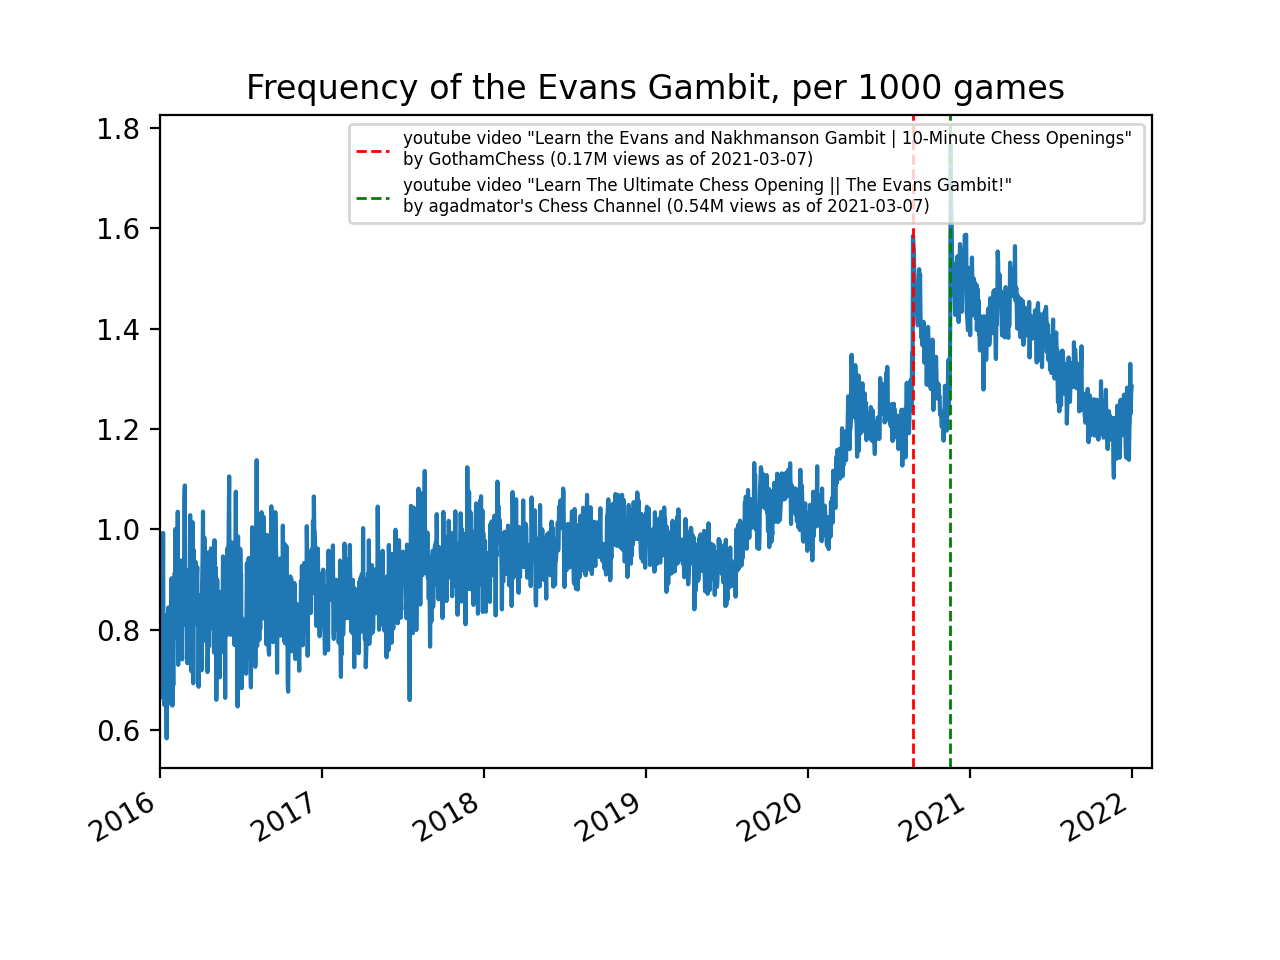 Frequency of the Evans Gambit, per 1000 games
youtube video "Learn the Evans and Nakhmanson Gambit | 10-Minute Chess Openings"
by GothamChess (0.17M views as of 2021-03-07)
youtube video "Learn The Ultimate Chess Opening || The Evans Gambit!"
by agadmator's Chess Channel (0.54M views as of 2021-03-07)
1.8
1.6
1.4
1.2
1.0
0.8
0.6
2016
2017
2018
2019
2020
2021
2022